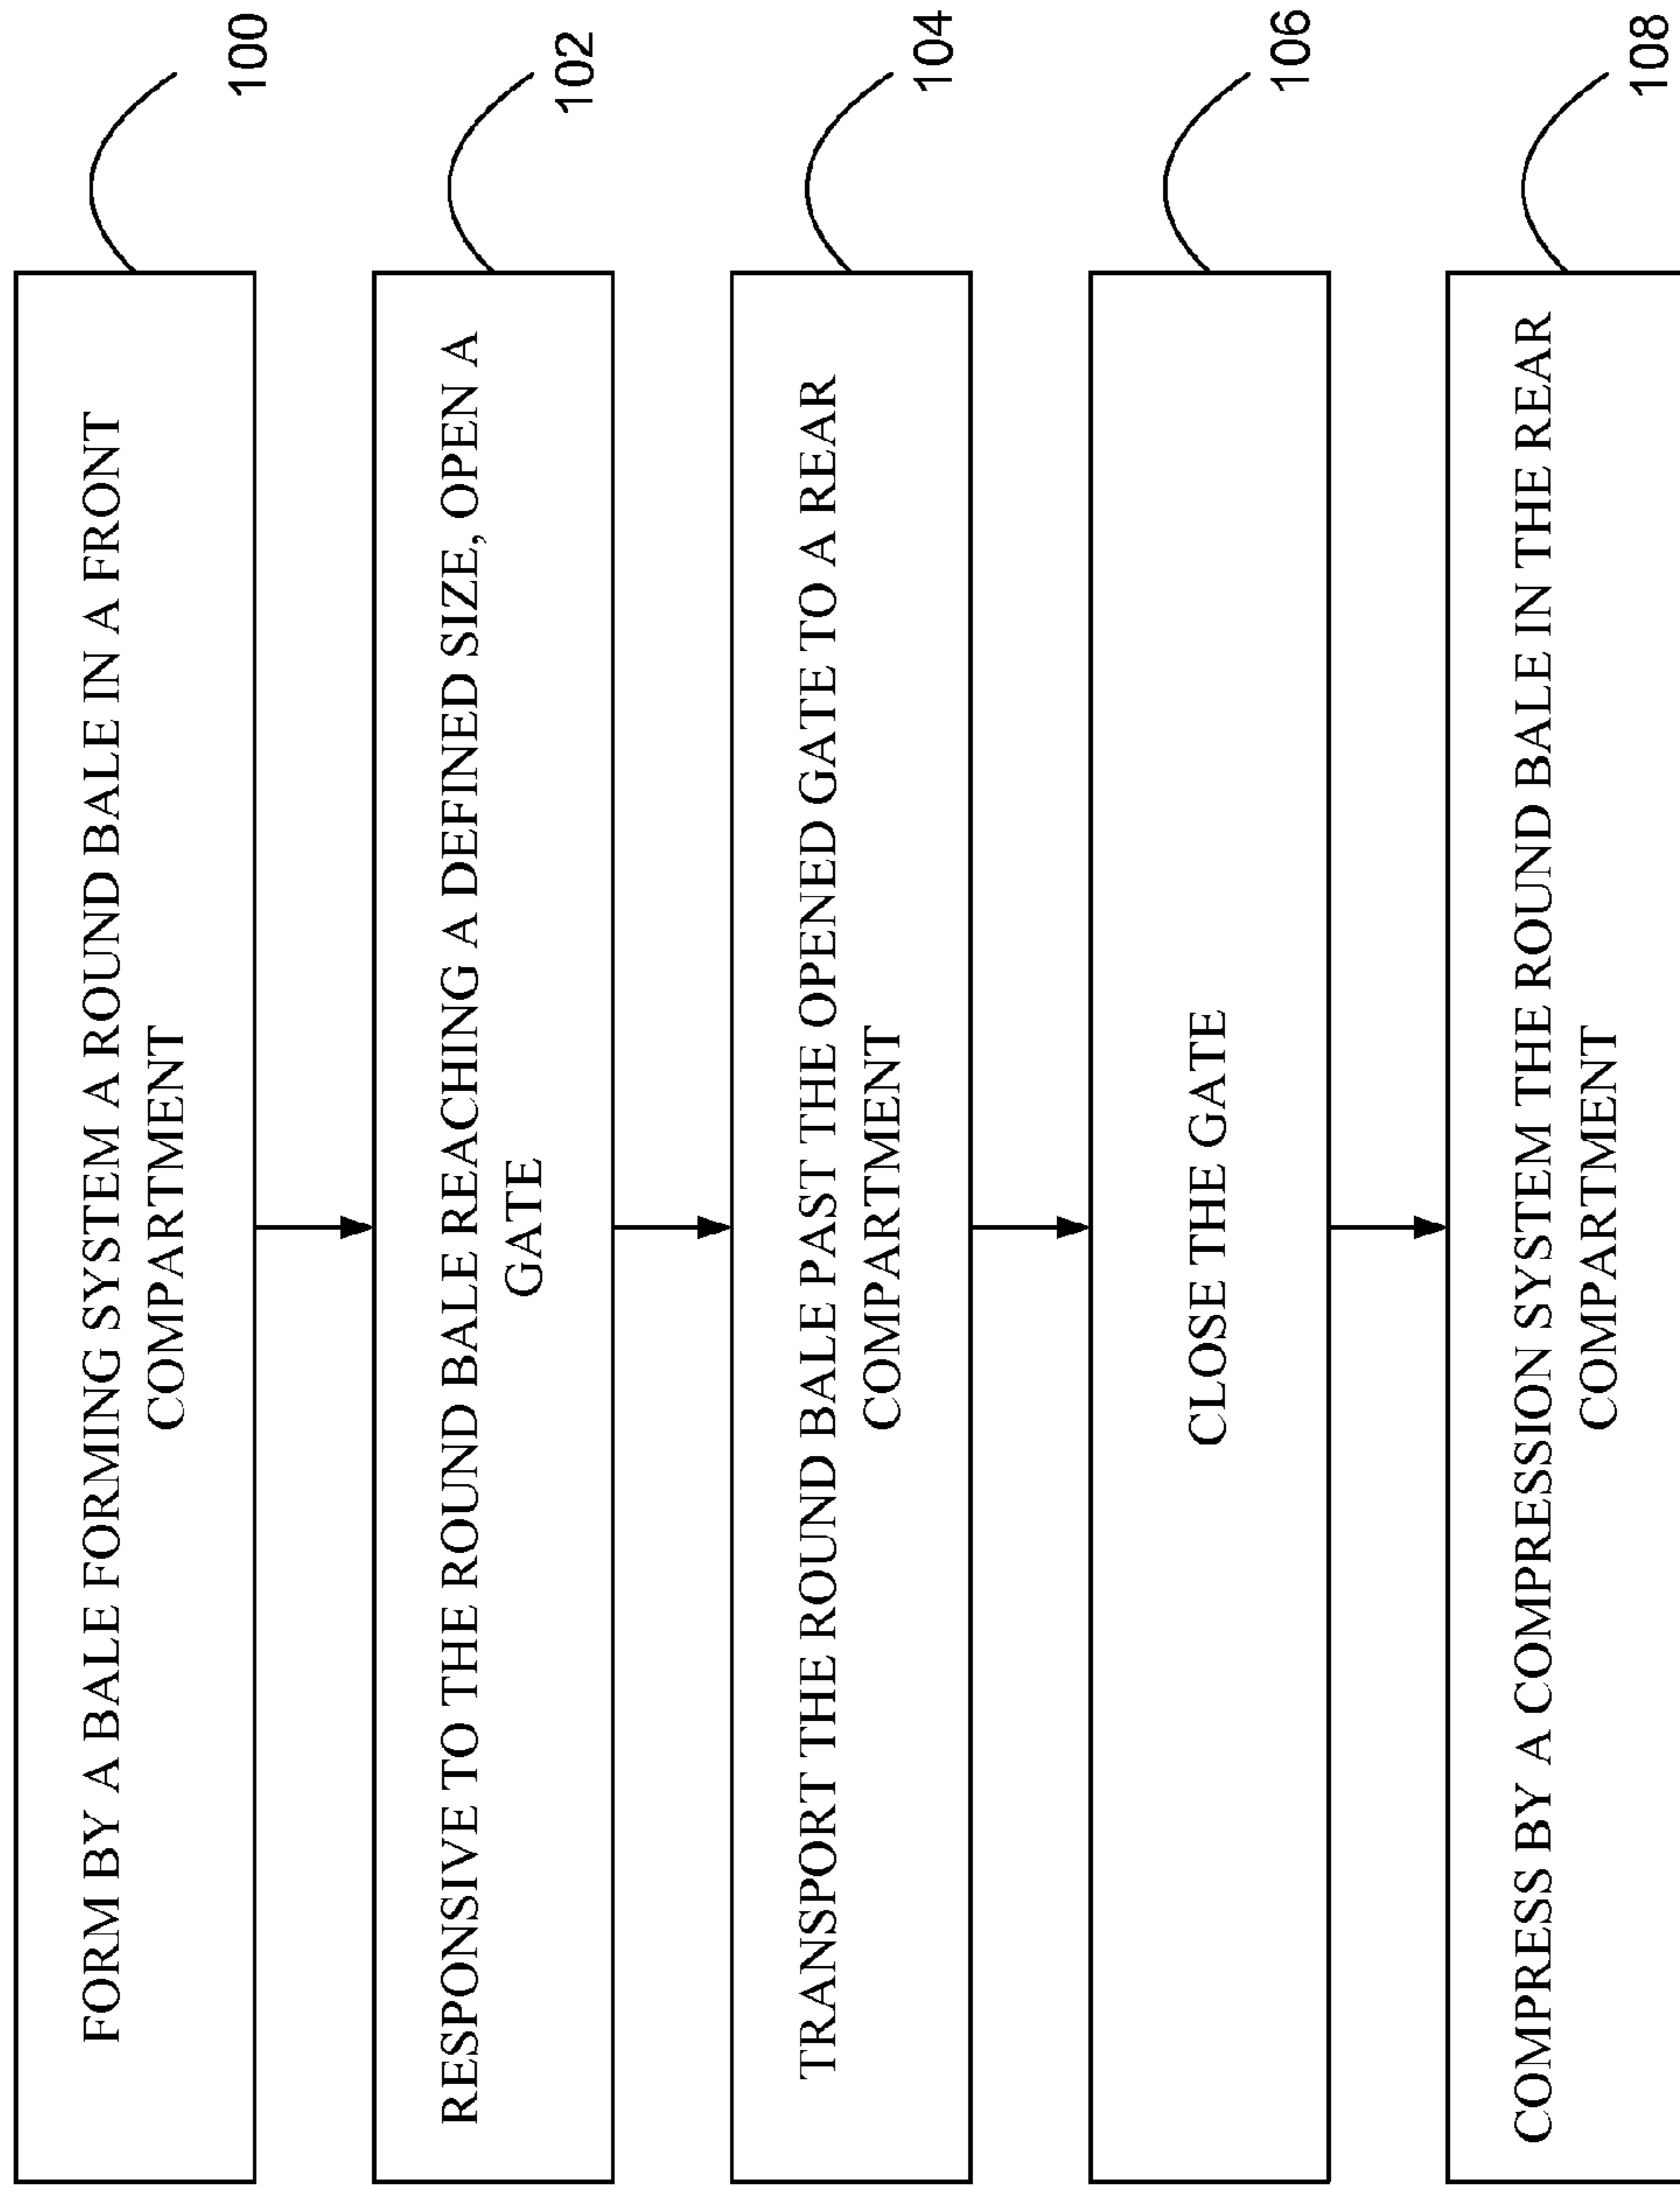 FORM BY A BALE FORMING SYSTEM A ROUND BALE IN A FRONT
COMPARTMENT
100
RESPONSIVE TO THE ROUND BALE REACHING A DEFINED SIZE, OPEN A
GATE
102
TRANSPORT THE ROUND BALE PAST THE OPENED GATE TO A REAR
COMPARTMENT
104
CLOSE THE GATE
106
COMPRESS BY A COMPRESSION SYSTEM THE ROUND BALE IN THE REAR
COMPARTMENT
108